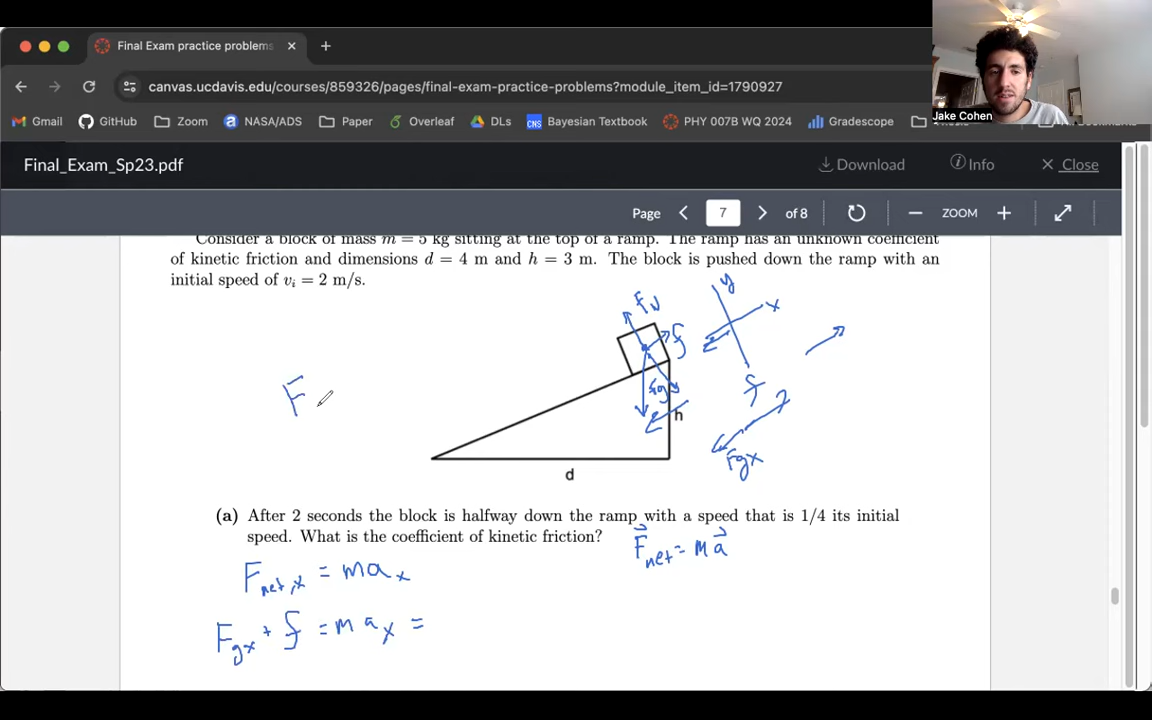 Final Exam practice problems
canvas.ucdavis.edu/courses/859326/pages/final-exam-practice-problems?module_item_id=1790927
Gmail GitHub Zoom NASA/ADS Paper Overleaf DLs Bayesian Textbook PHY 007B WQ 2024 Gradescope
Jake Cohen
Final_Exam_Sp23.pdf Download Info Close
Page 7 of 8 ZOOM
Consider a block of mass m = 5 kg sitting at the top of a ramp. The ramp has an unknown coefficient
of kinetic friction and dimensions d = 4 m and h = 3 m. The block is pushed down the ramp with an
initial speed of vᵢ = 2 m/s.
y
x
FN
f
Fg
f
Fgx
F
h
d
(a) After 2 seconds the block is halfway down the ramp with a speed that is 1/4 its initial
speed. What is the coefficient of kinetic friction?
F⃗net = ma⃗
Fnet,x = max
Fgx + f = max =